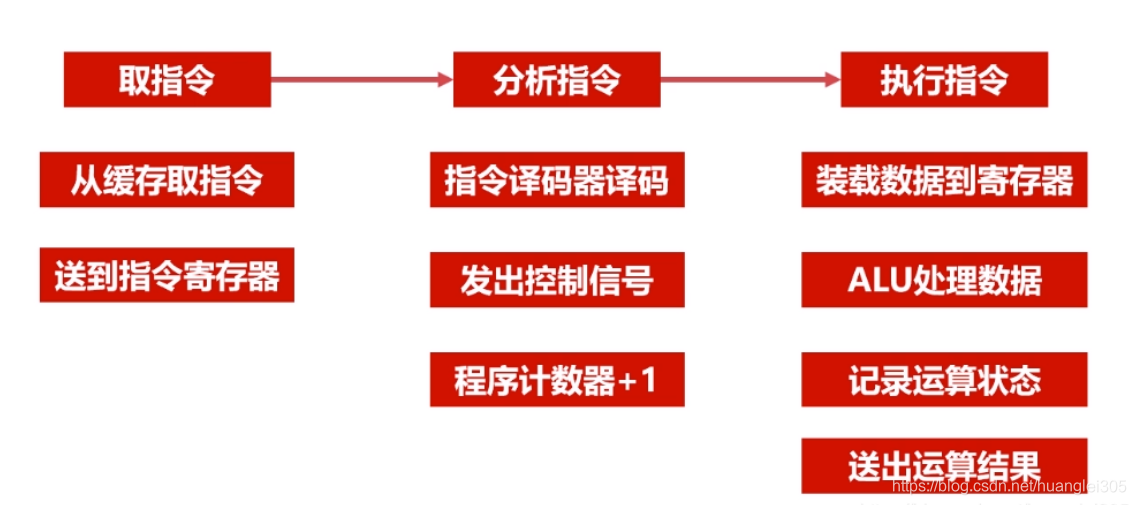 取指令
分析指令
执行指令
从缓存取指令
指令译码器译码
装载数据到寄存器
送到指令寄存器
发出控制信号
ALU处理数据
程序计数器+1
记录运算状态
送出运算结果
https://blog.csdn.net/huanglei305